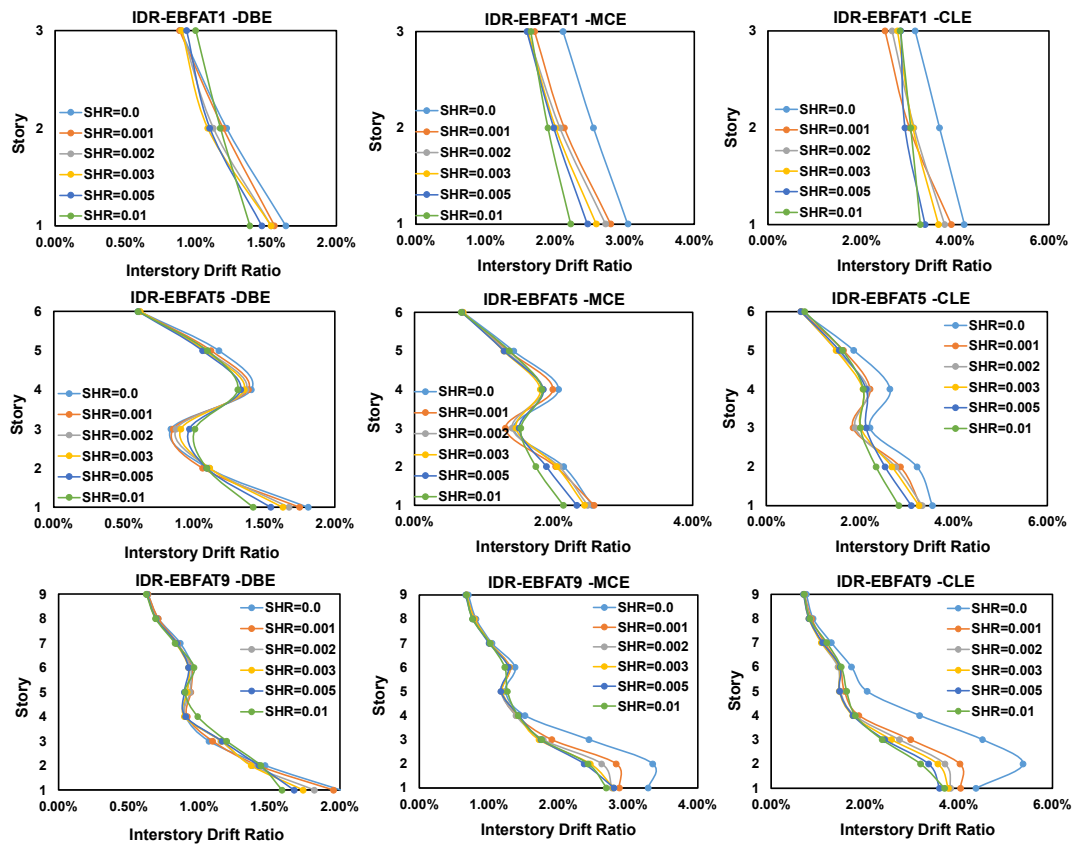 IDR-EBFAT1 -DBE
3
2
1
Story
SHR=0.0
SHR=0.001
SHR=0.002
SHR=0.003
SHR=0.005
SHR=0.01
0.00% 0.50% 1.00% 1.50% 2.00%
Interstory Drift Ratio
IDR-EBFAT1 -MCE
3
2
1
Story
SHR=0.0
SHR=0.001
SHR=0.002
SHR=0.003
SHR=0.005
SHR=0.01
0.00% 1.00% 2.00% 3.00% 4.00%
Interstory Drift Ratio
IDR-EBFAT1 -CLE
3
2
1
Story
SHR=0.0
SHR=0.001
SHR=0.002
SHR=0.003
SHR=0.005
SHR=0.01
0.00% 2.00% 4.00% 6.00%
Interstory Drift Ratio
IDR-EBFAT5 -DBE
6
5
4
3
2
1
Story
SHR=0.0
SHR=0.001
SHR=0.002
SHR=0.003
SHR=0.005
SHR=0.01
0.00% 0.50% 1.00% 1.50% 2.00%
Interstory Drift Ratio
IDR-EBFAT5 -MCE
6
5
4
3
2
1
Story
SHR=0.0
SHR=0.001
SHR=0.002
SHR=0.003
SHR=0.005
SHR=0.01
0.00% 2.00% 4.00%
Interstory Drift Ratio
IDR-EBFAT5 -CLE
6
5
4
3
2
1
Story
SHR=0.0
SHR=0.001
SHR=0.002
SHR=0.003
SHR=0.005
SHR=0.01
0.00% 2.00% 4.00% 6.00%
Interstory Drift Ratio
IDR-EBFAT9 -DBE
9
8
7
6
5
4
3
2
1
Story
SHR=0.0
SHR=0.001
SHR=0.002
SHR=0.003
SHR=0.005
SHR=0.01
0.00% 0.50% 1.00% 1.50% 2.00%
Interstory Drift Ratio
IDR-EBFAT9 -MCE
9
8
7
6
5
4
3
2
1
Story
SHR=0.0
SHR=0.001
SHR=0.002
SHR=0.003
SHR=0.005
SHR=0.01
0.00% 1.00% 2.00% 3.00% 4.00%
Interstory Drift Ratio
IDR-EBFAT9 -CLE
9
8
7
6
5
4
3
2
1
Story
SHR=0.0
SHR=0.001
SHR=0.002
SHR=0.003
SHR=0.005
SHR=0.01
0.00% 2.00% 4.00% 6.00%
Interstory Drift Ratio